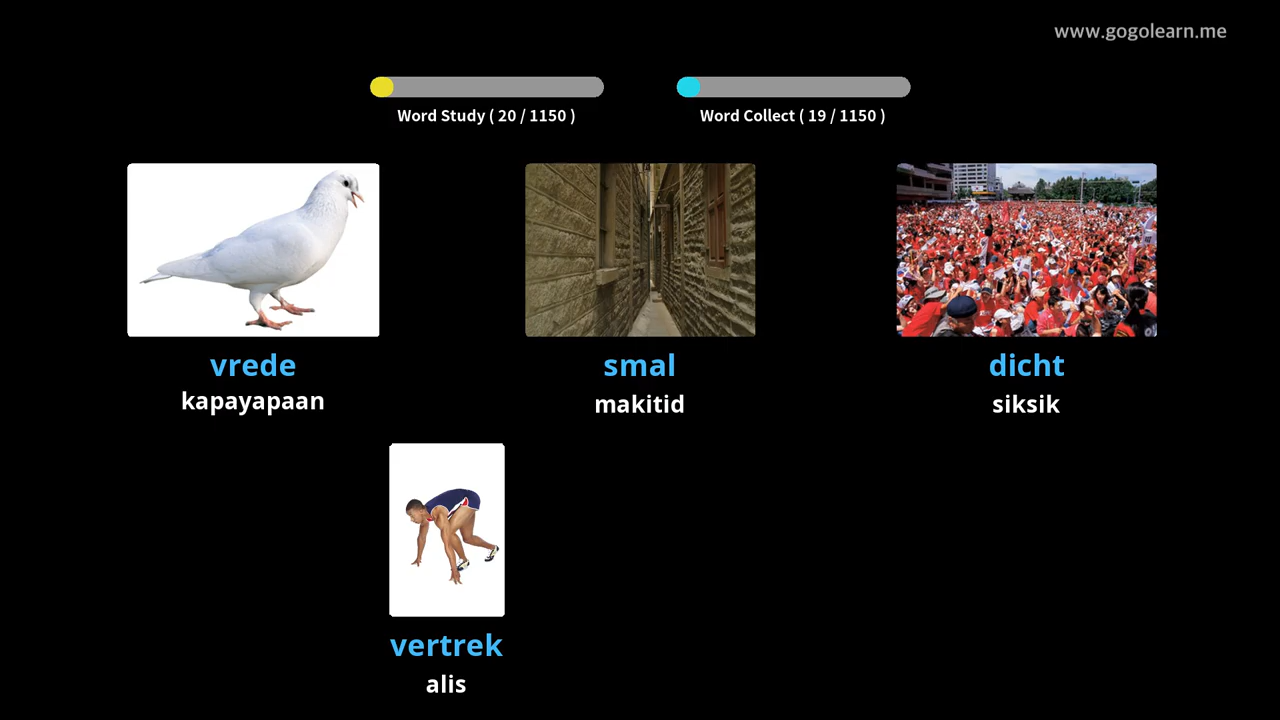 www.gogolearn.me
Word Study ( 20 / 1150 )
Word Collect ( 19 / 1150 )
vrede
kapayapaan
smal
makitid
dicht
siksik
vertrek
alis